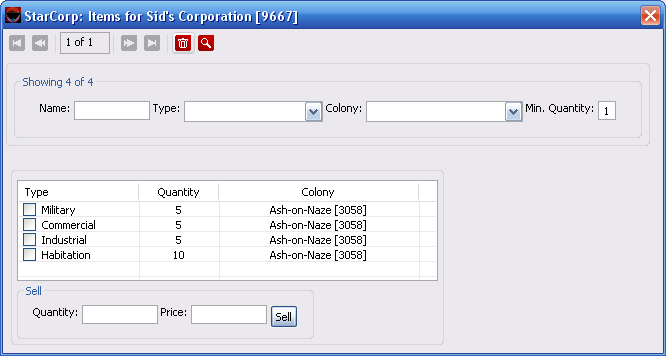 StarCorp: Items for Sid's Corporation [9667]
1 of 1
Showing 4 of 4
Name: Type: Colony: Min. Quantity: 1
Type Quantity Colony
Military 5 Ash-on-Naze [3058]
Commercial 5 Ash-on-Naze [3058]
Industrial 5 Ash-on-Naze [3058]
Habitation 10 Ash-on-Naze [3058]
Sell
Quantity: Price: Sell